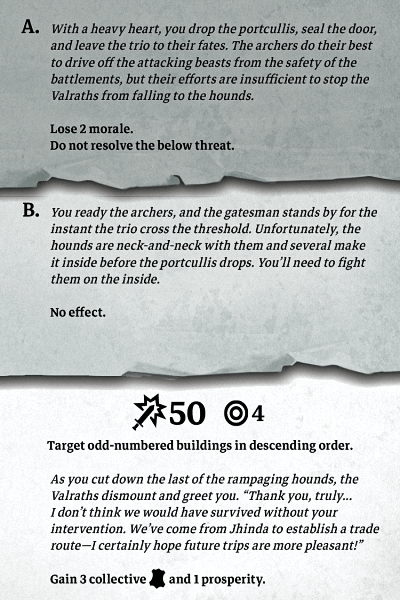 A. With a heavy heart, you drop the portcullis, seal the door,
and leave the trio to their fates. The archers do their best
to drive off the attacking beasts from the safety of the
battlements, but their efforts are insufficient to stop the
Valraths from falling to the hounds.
Lose 2 morale.
Do not resolve the below threat.
B. You ready the archers, and the gatesman stands by for the
instant the trio cross the threshold. Unfortunately, the
hounds are neck-and-neck with them and several make
it inside before the portcullis drops. You’ll need to fight
them on the inside.
No effect.
50 4
Target odd-numbered buildings in descending order.
As you cut down the last of the rampaging hounds, the
Valraths dismount and greet you. “Thank you, truly...
I don’t think we would have survived without your
intervention. We’ve come from Jhinda to establish a trade
route—I certainly hope future trips are more pleasant!”
Gain 3 collective and 1 prosperity.